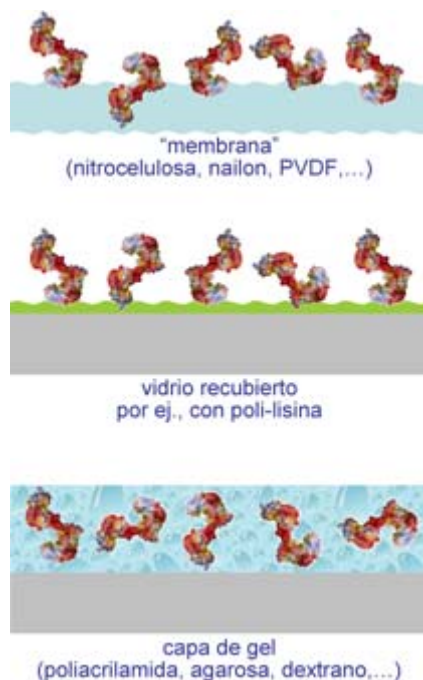 “membrana”
(nitrocelulosa, nailon, PVDF,...)
vidrio recubierto
por ej., con poli-lisina
capa de gel
(poliacrilamida, agarosa, dextrano,...)